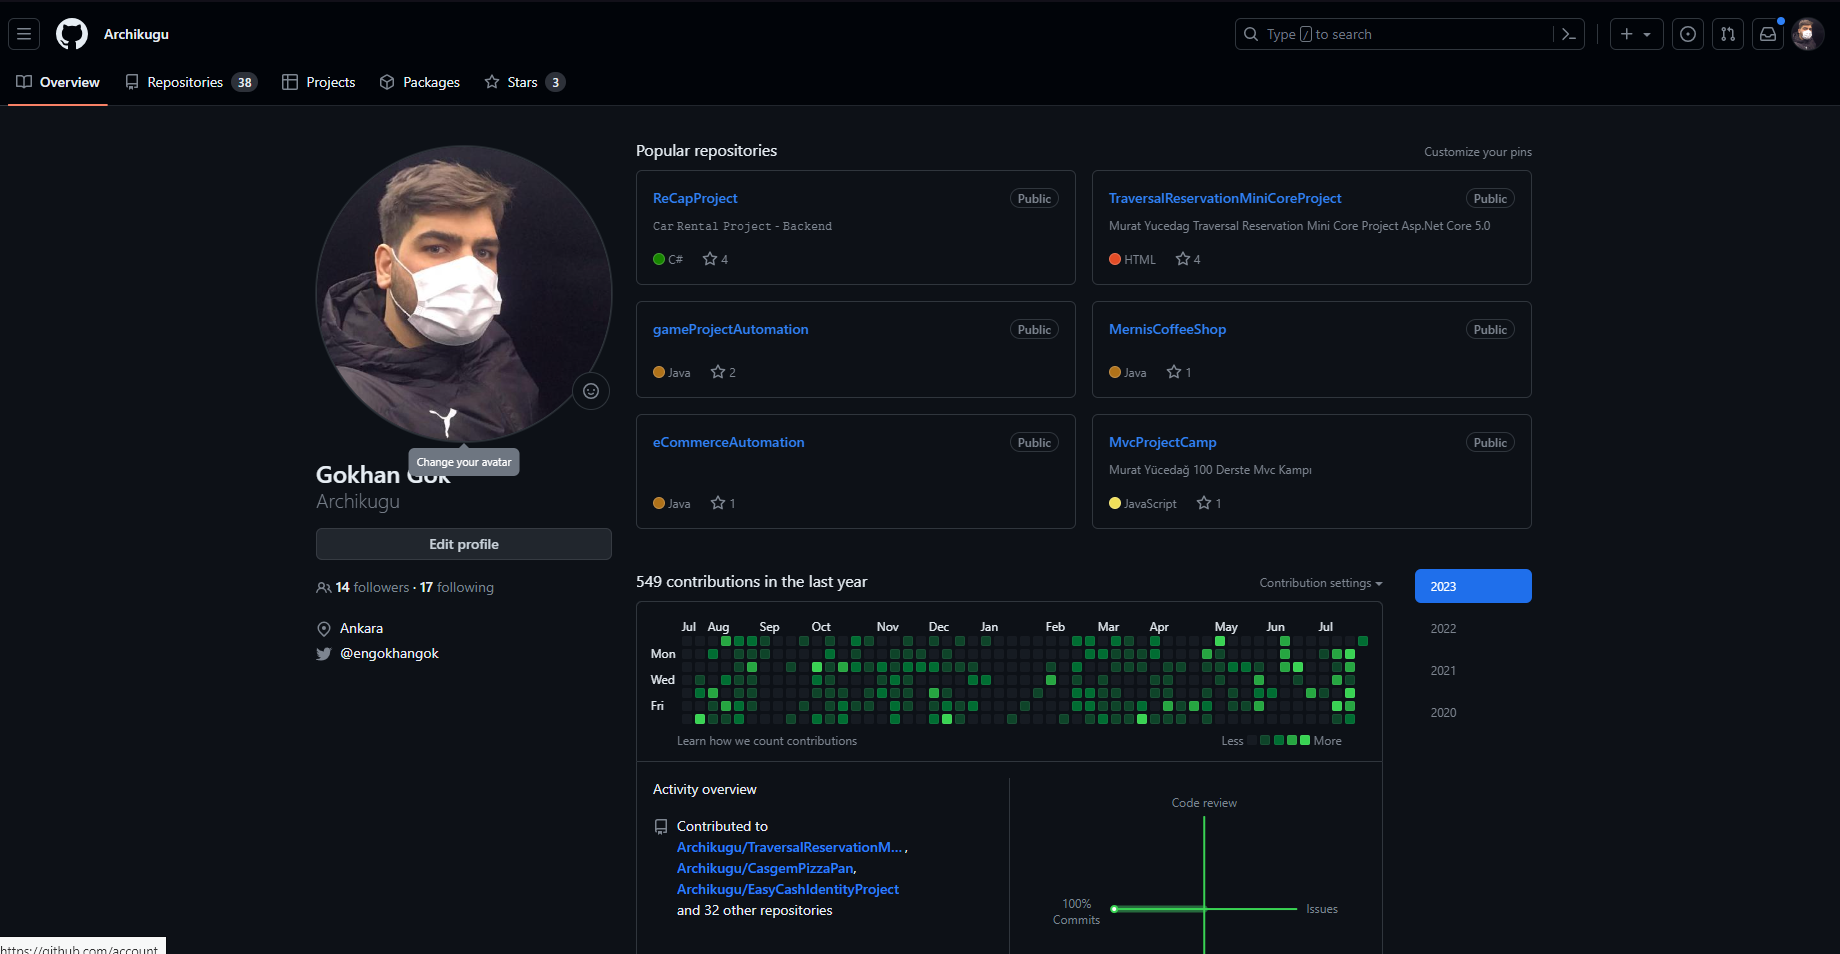 Archikugu
Type / to search
Overview
Repositories 38
Projects
Packages
Stars 3
Change your avatar
Gokhan Gok
Archikugu
Edit profile
14 followers · 17 following
Ankara
@engokhangok
Popular repositories
Customize your pins
ReCapProject Public
Car Rental Project - Backend
C# 4
TraversalReservationMiniCoreProject Public
Murat Yucedag Traversal Reservation Mini Core Project Asp.Net Core 5.0
HTML 4
gameProjectAutomation Public
Java 2
MernisCoffeeShop Public
Java 1
eCommerceAutomation Public
Java 1
MvcProjectCamp Public
Murat Yücedağ 100 Derste Mvc Kampı
JavaScript 1
549 contributions in the last year
Contribution settings
2023
2022
2021
2020
Jul Aug Sep Oct Nov Dec Jan Feb Mar Apr May Jun Jul
Mon
Wed
Fri
Learn how we count contributions
Less More
Activity overview
Contributed to
Archikugu/TraversalReservationM... ,
Archikugu/CasgemPizzaPan,
Archikugu/EasyCashIdentityProject
and 32 other repositories
Code review
100%
Commits
Issues
https://github.com/account